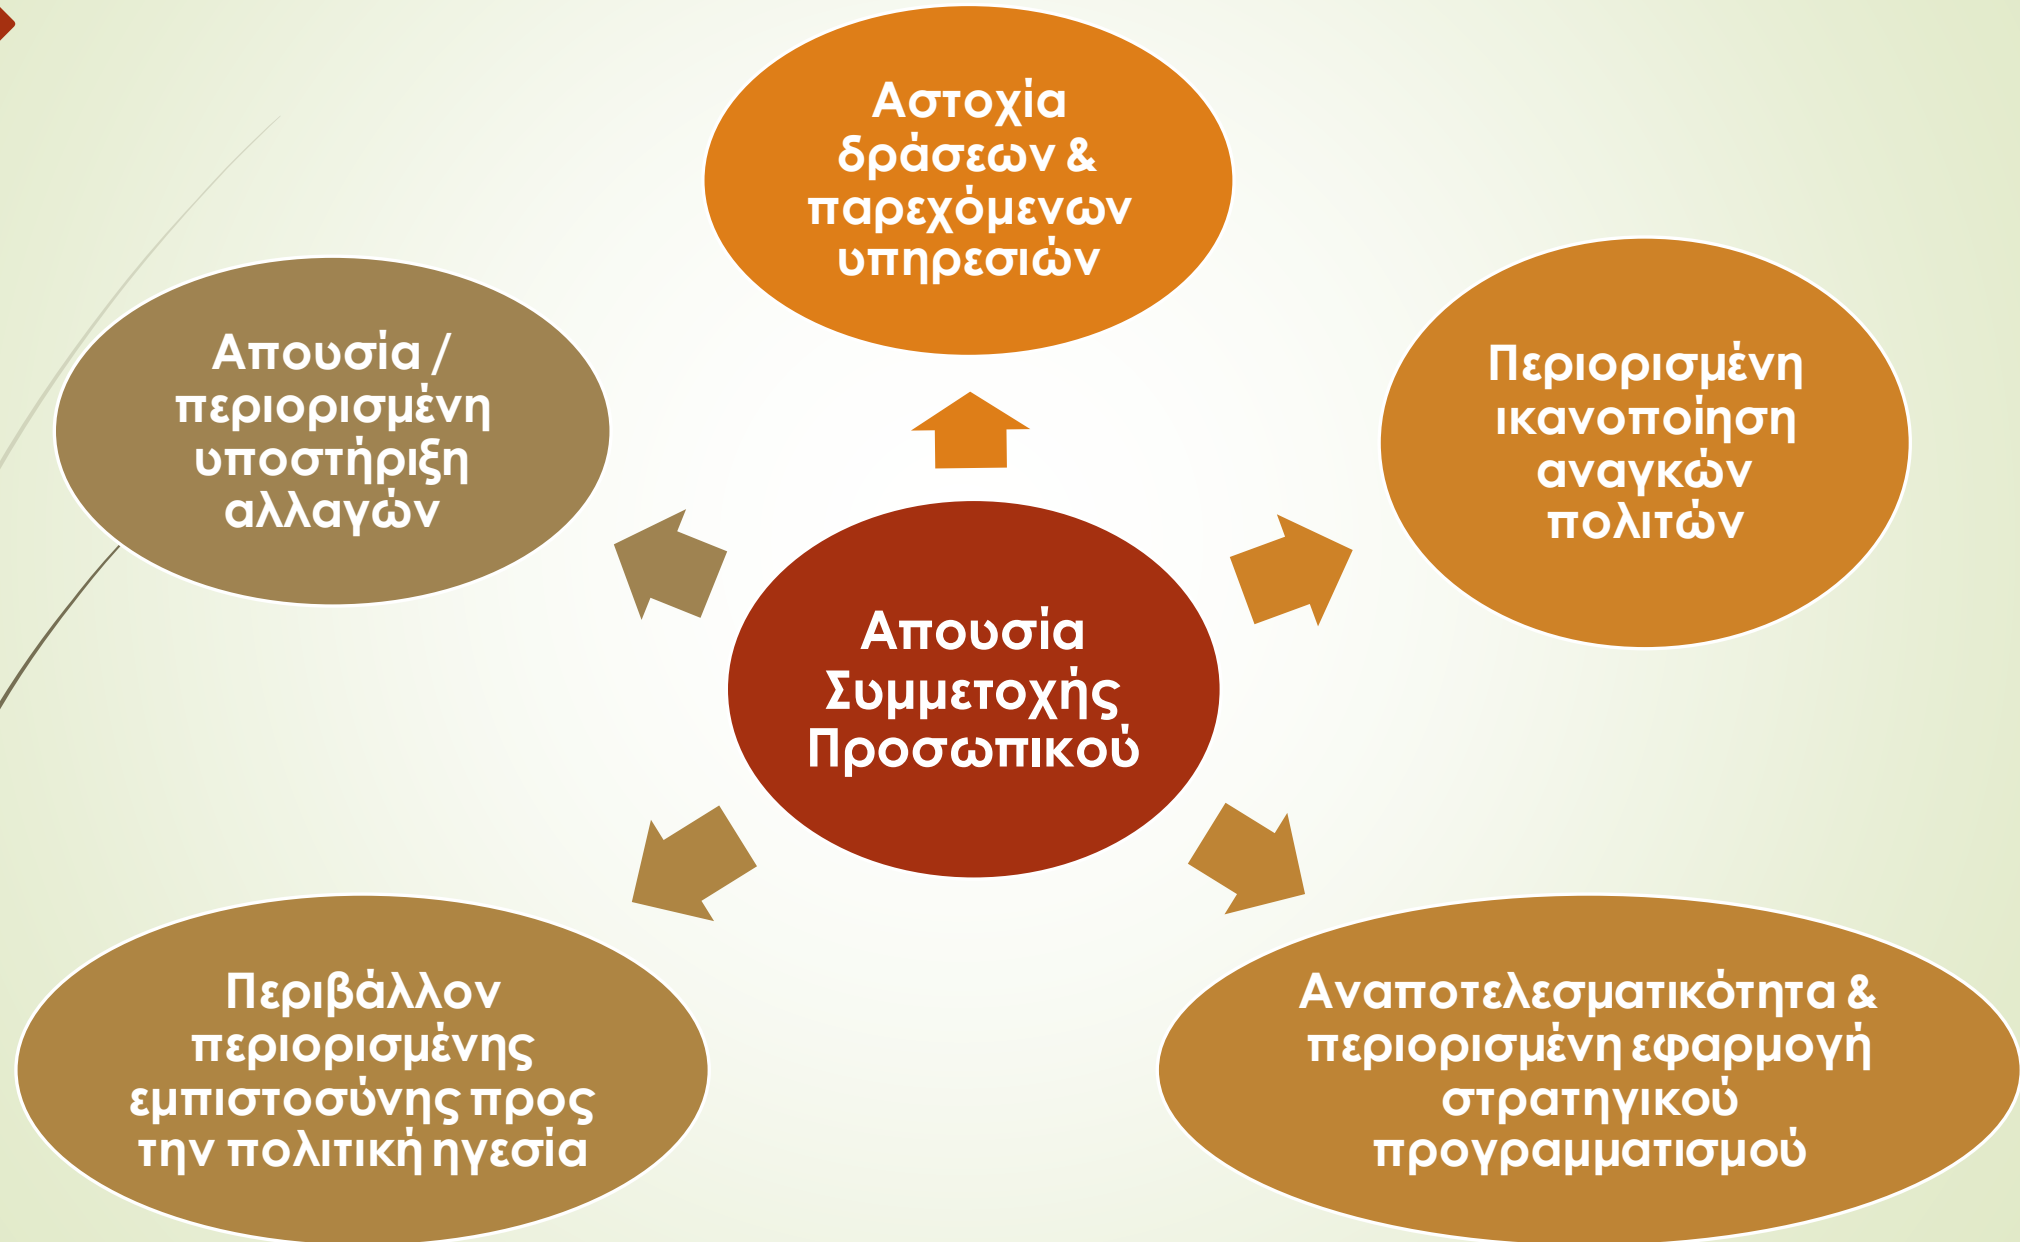 Αστοχία
δράσεων &
παρεχόμενων
υπηρεσιών
Περιορισμένη
ικανοποίηση
αναγκών
πολιτών
Αναποτελεσματικότητα &
περιορισμένη εφαρμογή
στρατηγικού
προγραμματισμού
Περιβάλλον
περιορισμένης
εμπιστοσύνης προς
την πολιτική ηγεσία
Απουσία /
περιορισμένη
υποστήριξη
αλλαγών
Απουσία
Συμμετοχής
Προσωπικού